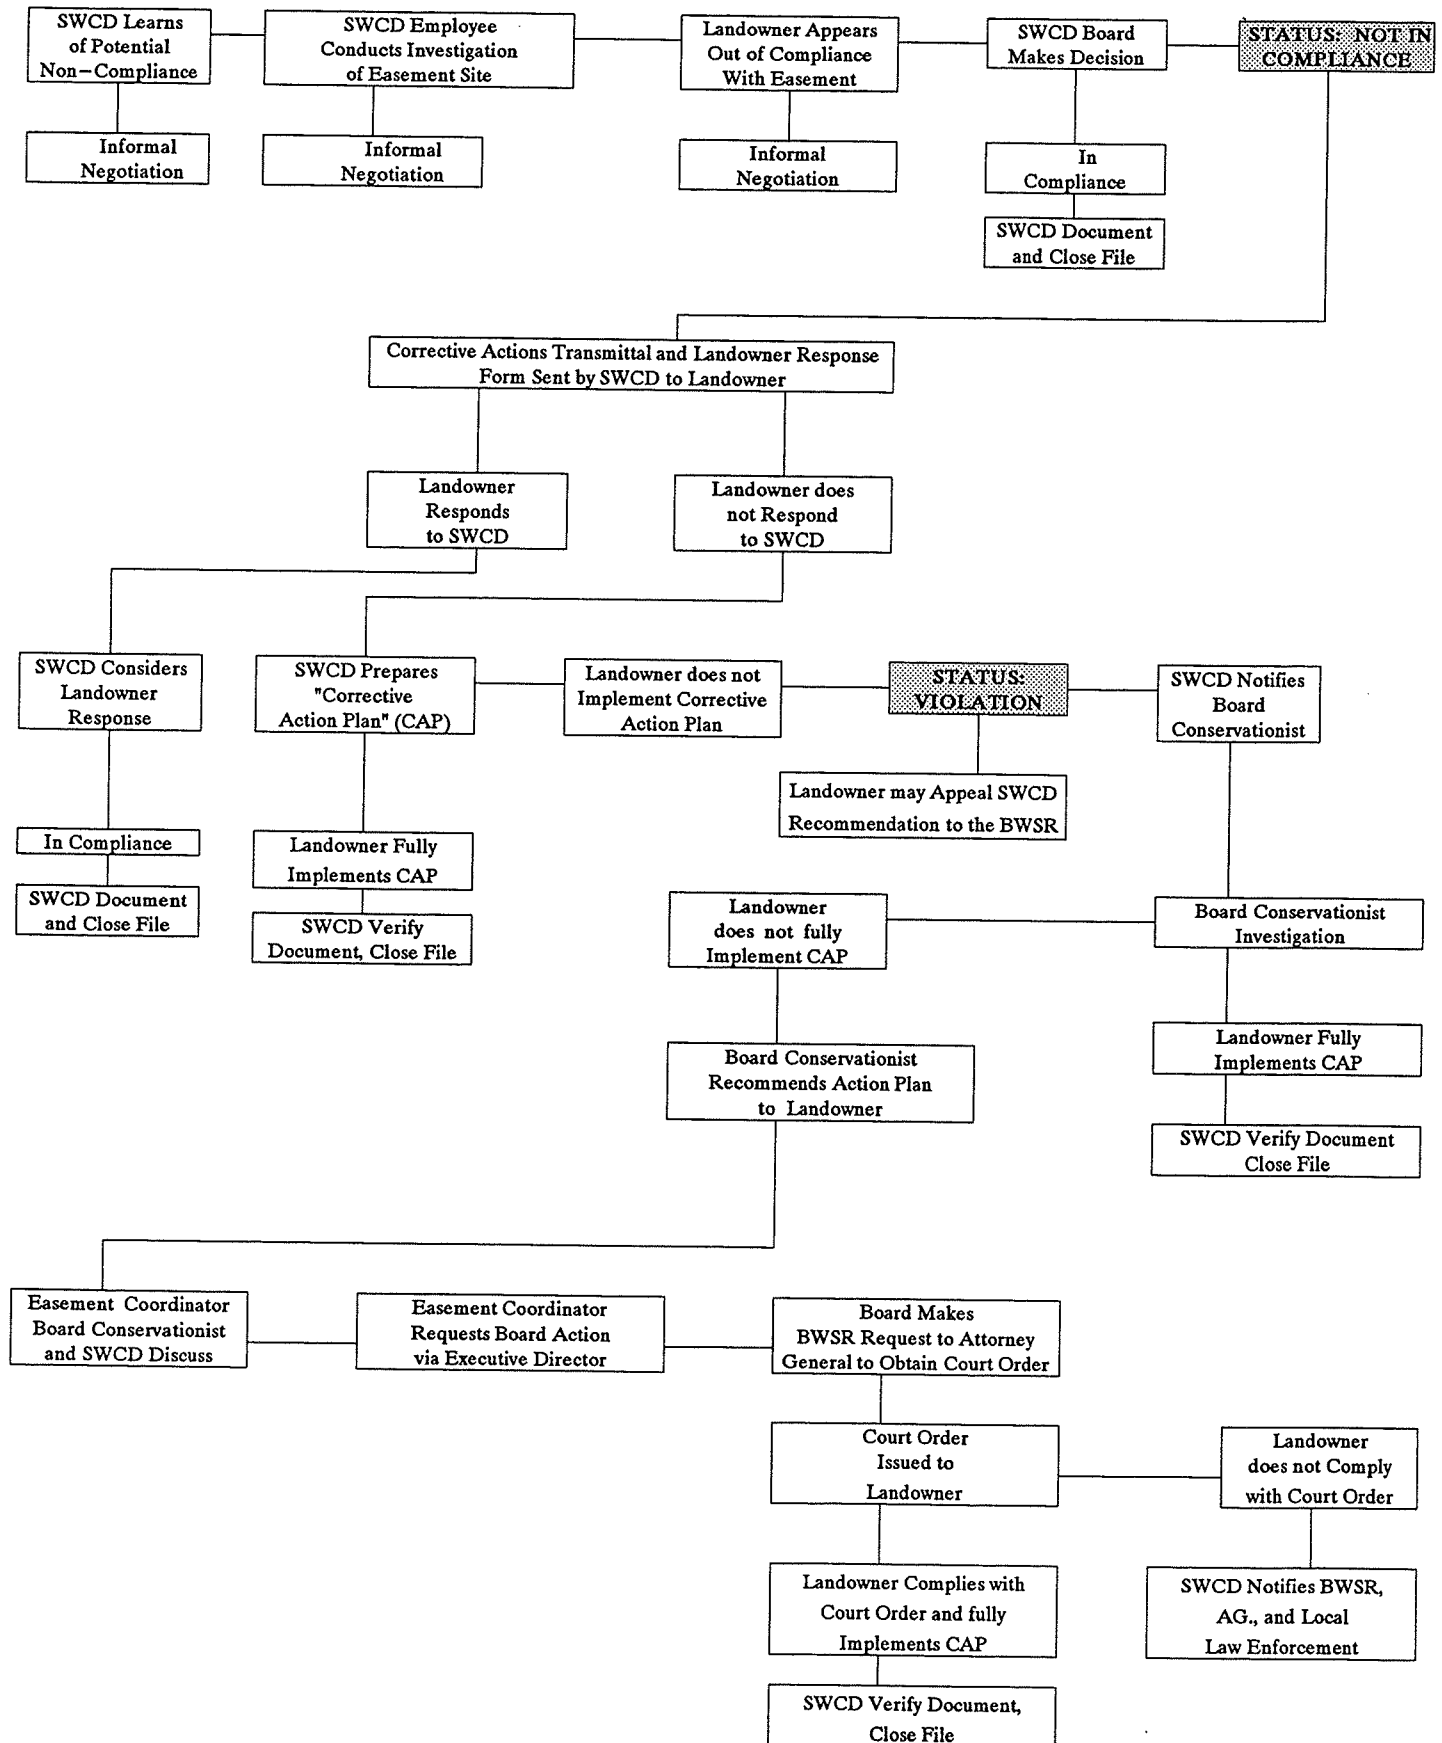 SWCD Learns
of Potential
Non-Compliance
SWCD Employee
Conducts Investigation
of Easement Site
Landowner Appears
Out of Compliance
With Easement
SWCD Board
Makes Decision
STATUS: NOT IN
COMPLIANCE
Informal
Negotiation
Informal
Negotiation
Informal
Negotiation
In
Compliance
SWCD Document
and Close File
Corrective Actions Transmittal and Landowner Response
Form Sent by SWCD to Landowner
Landowner
Responds
to SWCD
Landowner does
not Respond
to SWCD
SWCD Considers
Landowner
Response
SWCD Prepares
"Corrective
Action Plan" (CAP)
Landowner does not
Implement Corrective
Action Plan
STATUS:
VIOLATION
SWCD Notifies
Board
Conservationist
Landowner may Appeal SWCD
Recommendation to the BWSR
In Compliance
SWCD Document
and Close File
Landowner Fully
Implements CAP
SWCD Verify
Document, Close File
Landowner
does not fully
Implement CAP
Board Conservationist
Investigation
Board Conservationist
Recommends Action Plan
to Landowner
Landowner Fully
Implements CAP
SWCD Verify Document
Close File
Easement Coordinator
Board Conservationist
and SWCD Discuss
Easement Coordinator
Requests Board Action
via Executive Director
Board Makes
BWSR Request to Attorney
General to Obtain Court Order
Court Order
Issued to
Landowner
Landowner
does not Comply
with Court Order
Landowner Complies with
Court Order and fully
Implements CAP
SWCD Notifies BWSR,
AG., and Local
Law Enforcement
SWCD Verify Document,
Close File